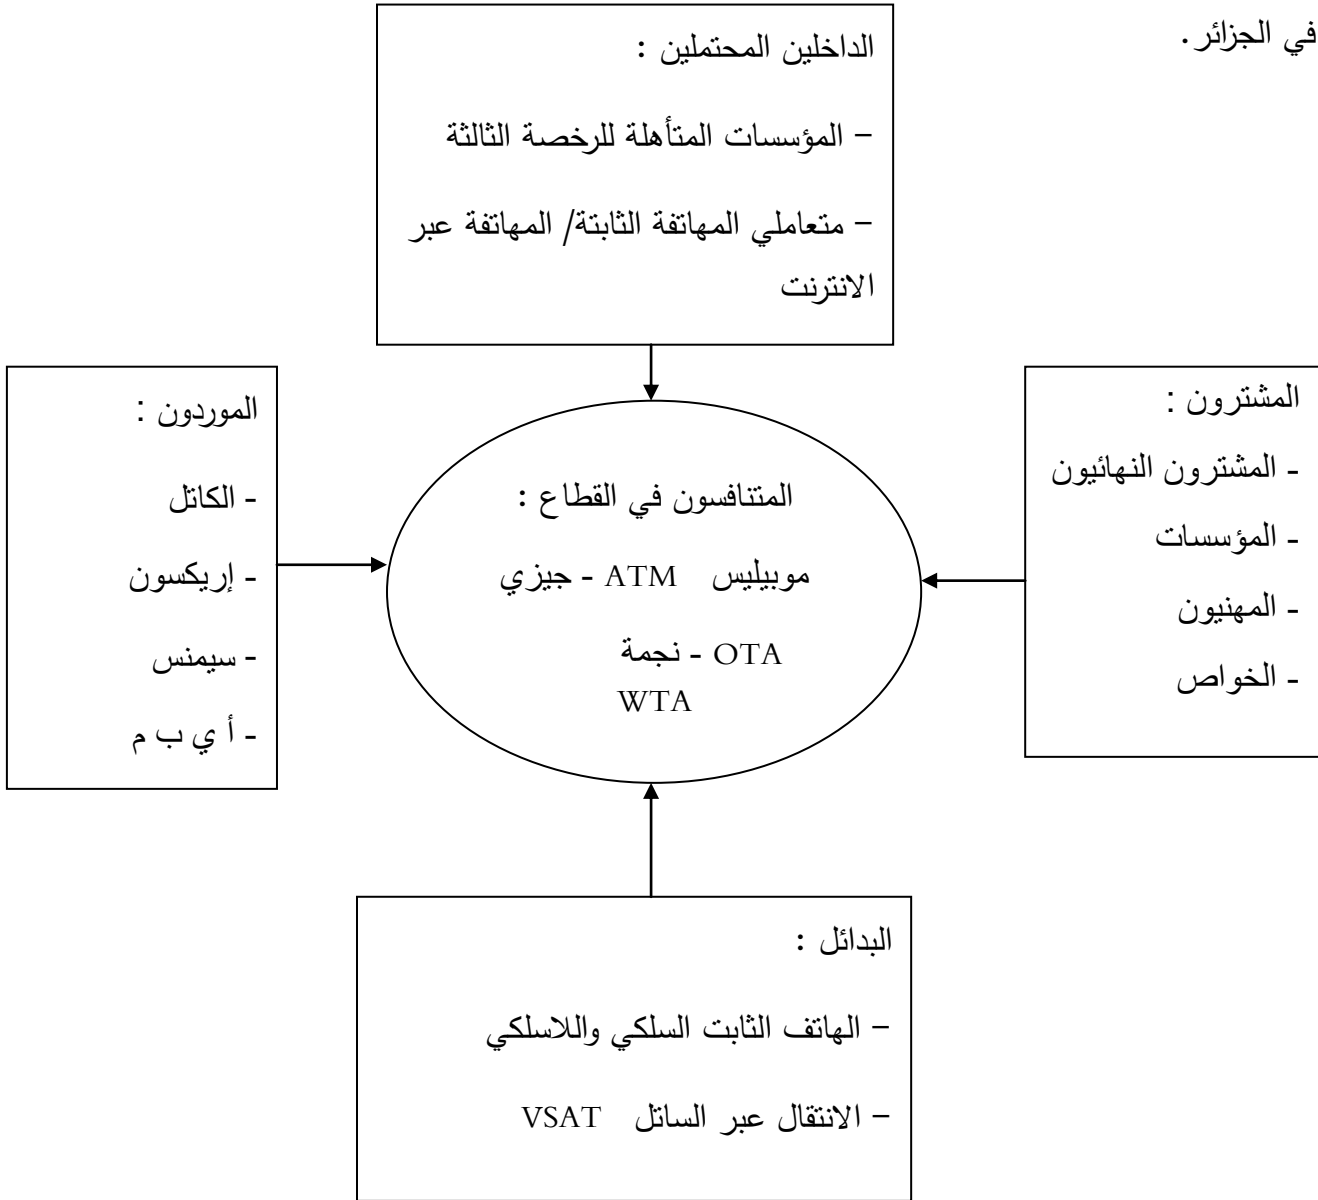 في الجزائر.
الداخلين المحتملين :
– المؤسسات المتأهلة للرخصة الثالثة
– متعاملي المهاتفة الثابتة/ المهاتفة عبر
الانترنت
المشترون :
- المشترون النهائيون
- المؤسسات
- المهنيون
- الخواص
المتنافسون في القطاع :
موبيليس ATM - جيزي
OTA - نجمة
WTA
الموردون :
- الكاتل
- إريكسون
- سيمنس
- أ ي ب م
البدائل :
– الهاتف الثابت السلكي واللاسلكي
– الانتقال عبر الساتل VSAT